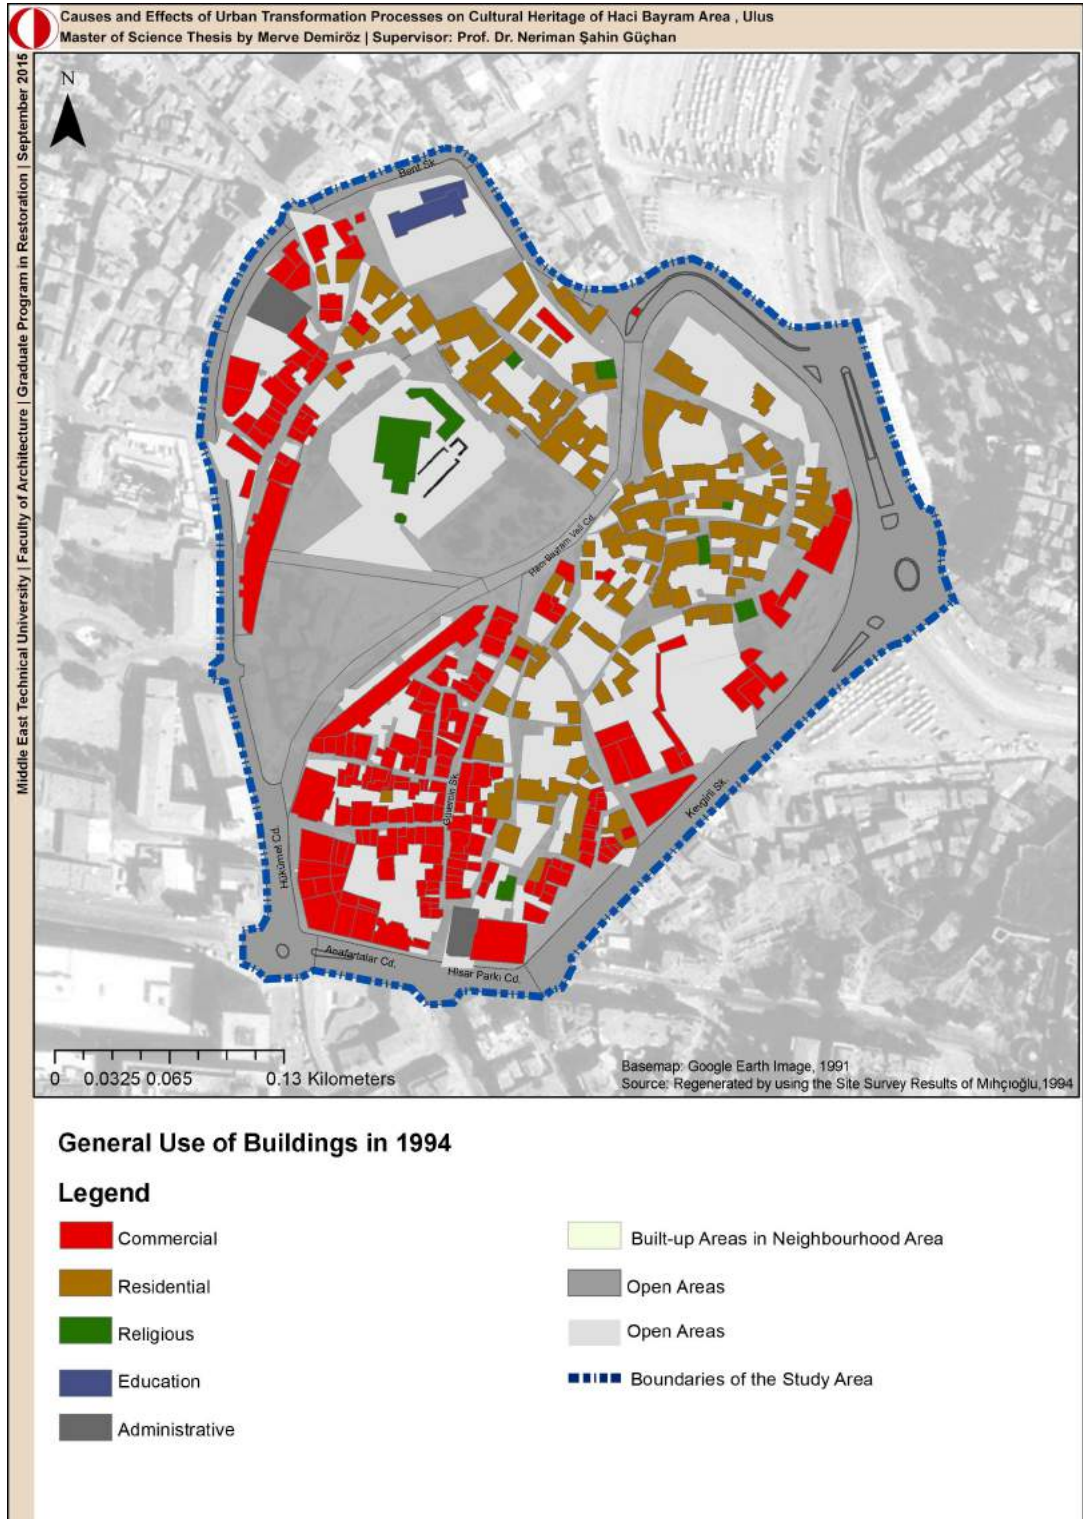 Causes and Effects of Urban Transformation Processes on Cultural Heritage of Haci Bayram Area , Ulus
Master of Science Thesis by Merve Demiröz | Supervisor: Prof. Dr. Neriman Şahin Güçhan
Middle East Technical University | Faculty of Architecture | Graduate Program in Restoration | September 2015
N
Bent Sk.
Hacı Bayram Veli Cd.
Güvercin Sk.
Kevgirli Sk.
Hükümet Cd.
Anafartalar Cd.
Hisar Parkı Cd.
0 0.0325 0.065 0.13 Kilometers
Basemap: Google Earth Image, 1991
Source: Regenerated by using the Site Survey Results of Mıhçıoğlu,1994
General Use of Buildings in 1994
Legend
Commercial
Residential
Religious
Education
Administrative
Built-up Areas in Neighbourhood Area
Open Areas
Open Areas
Boundaries of the Study Area